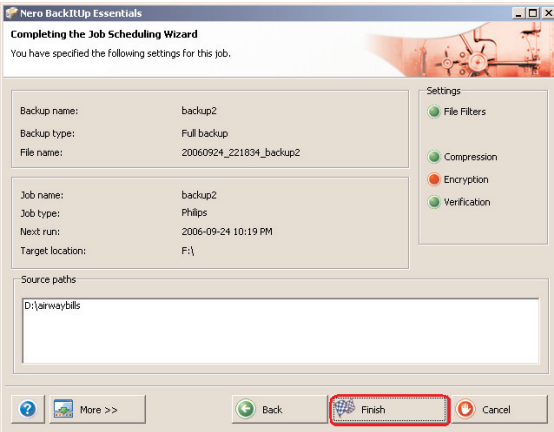 Nero BackItUp Essentials
Completing the Job Scheduling Wizard
You have specified the following settings for this job.
Backup name: backup2
Backup type: Full backup
File name: 20060924_221834_backup2
Job name: backup2
Job type: Philips
Next run: 2006-09-24 10:19 PM
Target location: F:\
Settings
File Filters
Compression
Encryption
Verification
Source paths
D:\airwaybills
? More >> Back Finish Cancel